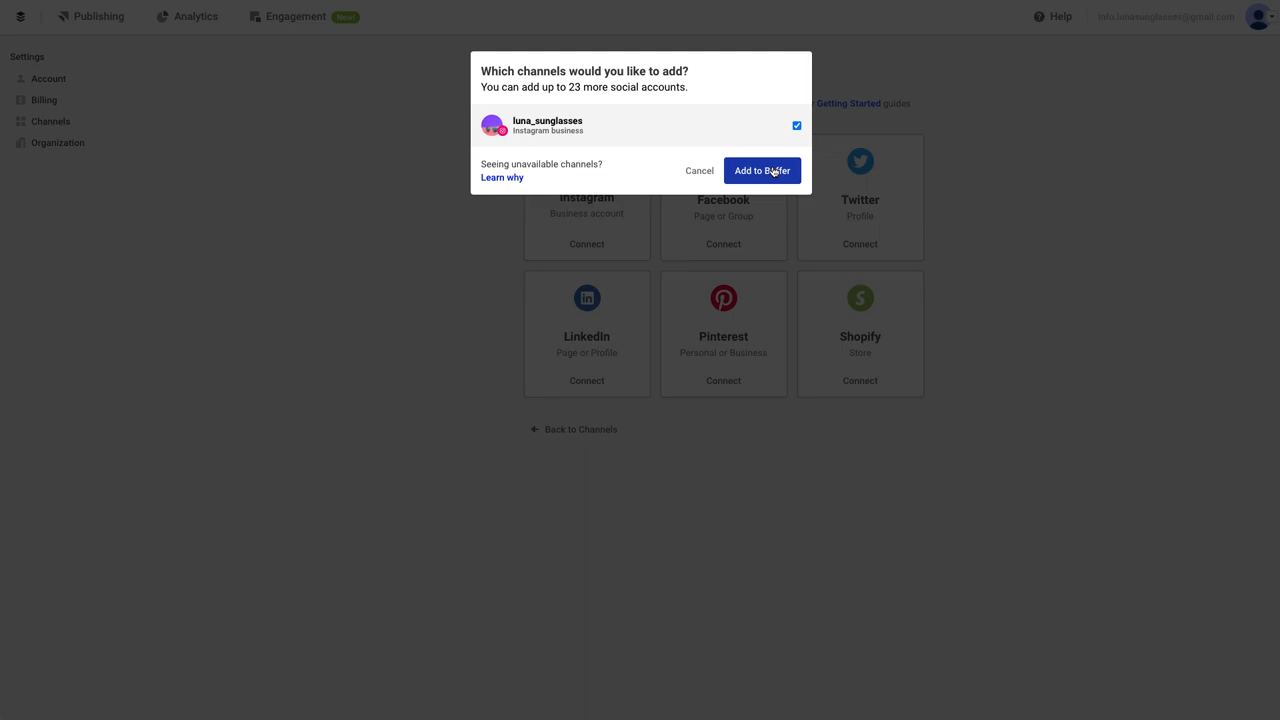 Publishing
Analytics
Engagement New!
Help
info.lunasunglasses@gmail.com
Settings
Account
Billing
Channels
Organization
Which channels would you like to add?
You can add up to 23 more social accounts.
luna_sunglasses
Instagram business
Seeing unavailable channels?
Learn why
Cancel
Add to Buffer
Getting Started guides
Instagram
Business account
Connect
Facebook
Page or Group
Connect
Twitter
Profile
Connect
LinkedIn
Page or Profile
Connect
Pinterest
Personal or Business
Connect
Shopify
Store
Connect
Back to Channels